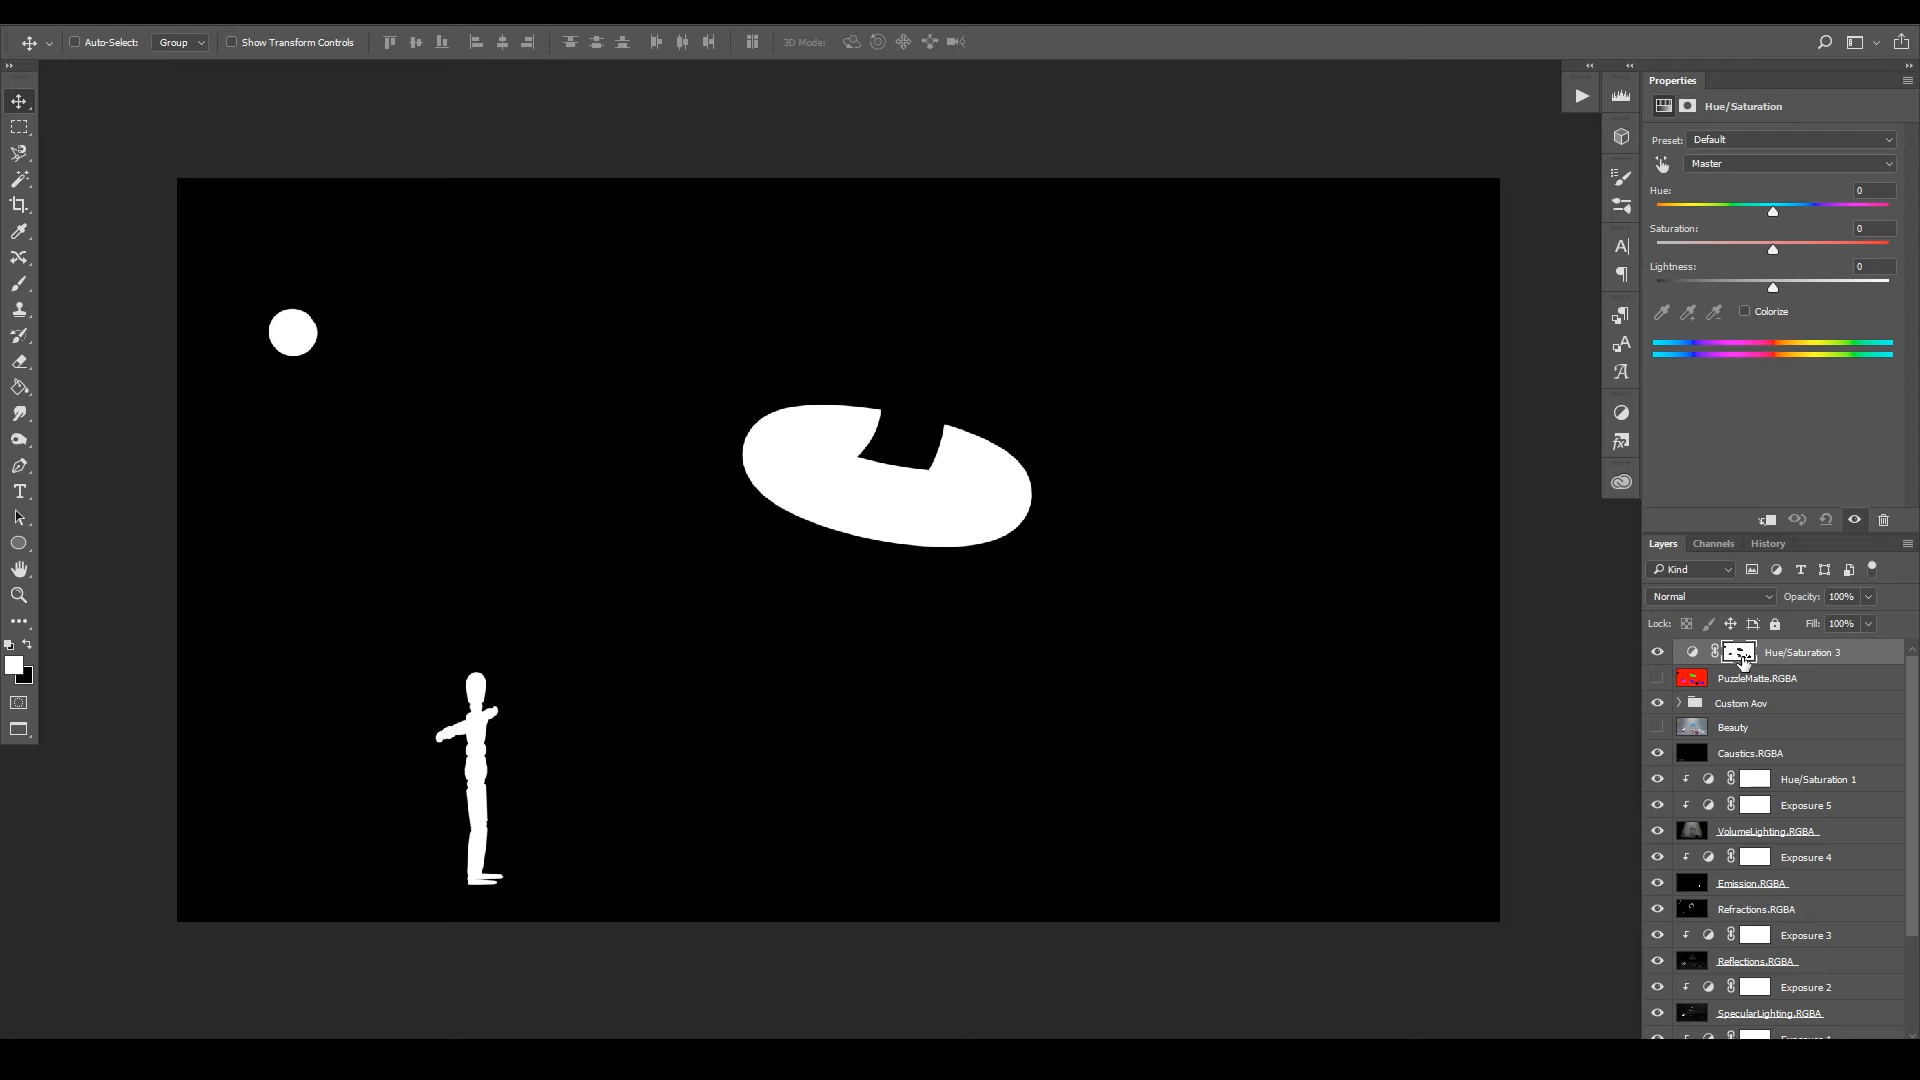 Auto-Select:
Group
Show Transform Controls
3D Mode:
Properties
Hue/Saturation
Preset:
Default
Master
Hue:
0
Saturation:
0
Lightness:
0
Colorize
Layers
Channels
History
Kind
Normal
Opacity:
100%
Lock:
Fill:
100%
Hue/Saturation 3
PuzzleMatte.RGBA
Custom Aov
Beauty
Caustics.RGBA
Hue/Saturation 1
Exposure 5
VolumeLighting.RGBA
Exposure 4
Emission.RGBA
Refractions.RGBA
Exposure 3
Reflections.RGBA
Exposure 2
SpecularLighting.RGBA